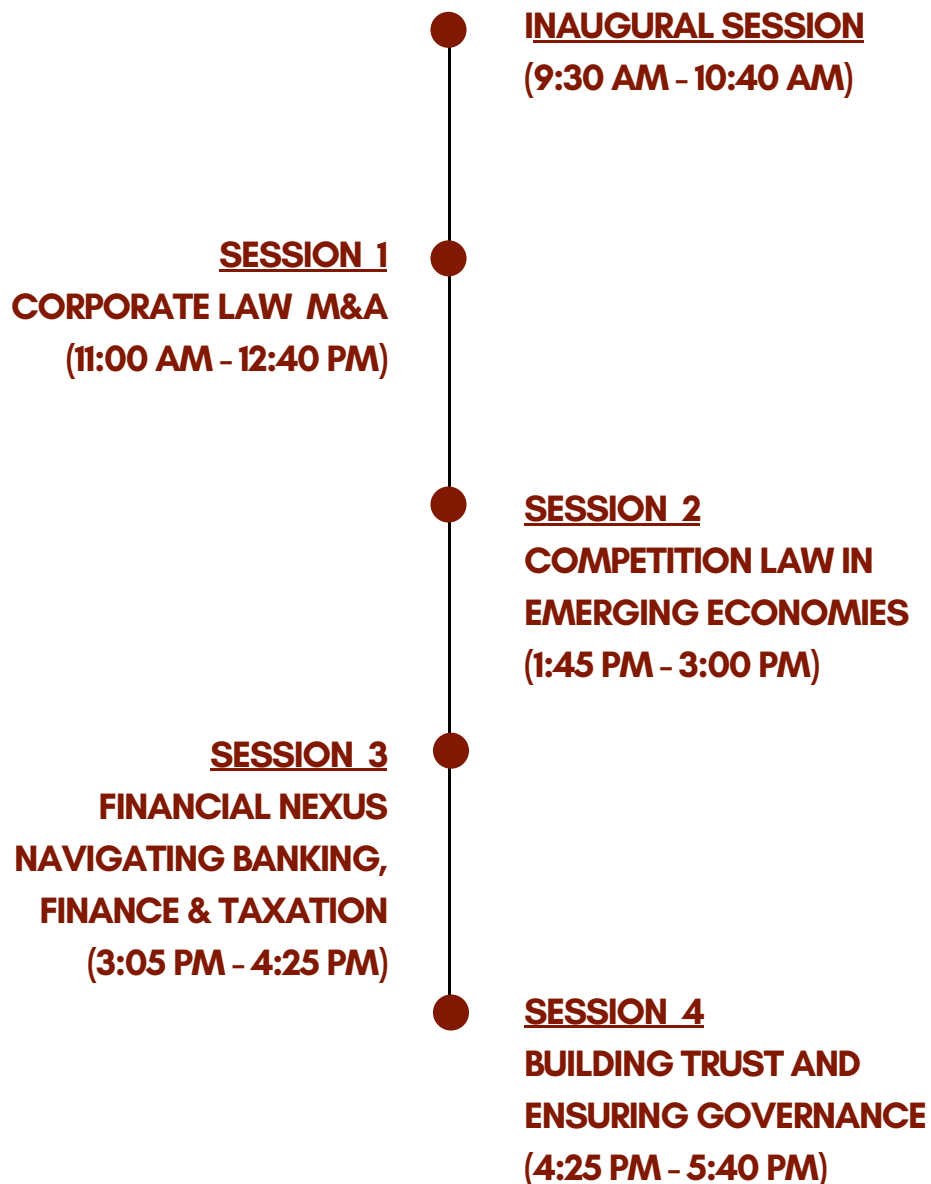 INAUGURAL SESSION
(9:30 AM - 10:40 AM)
SESSION 1
CORPORATE LAW M&A
(11:00 AM - 12:40 PM)
SESSION 2
COMPETITION LAW IN
EMERGING ECONOMIES
(1:45 PM - 3:00 PM)
SESSION 3
FINANCIAL NEXUS
NAVIGATING BANKING,
FINANCE & TAXATION
(3:05 PM - 4:25 PM)
SESSION 4
BUILDING TRUST AND
ENSURING GOVERNANCE
(4:25 PM - 5:40 PM)